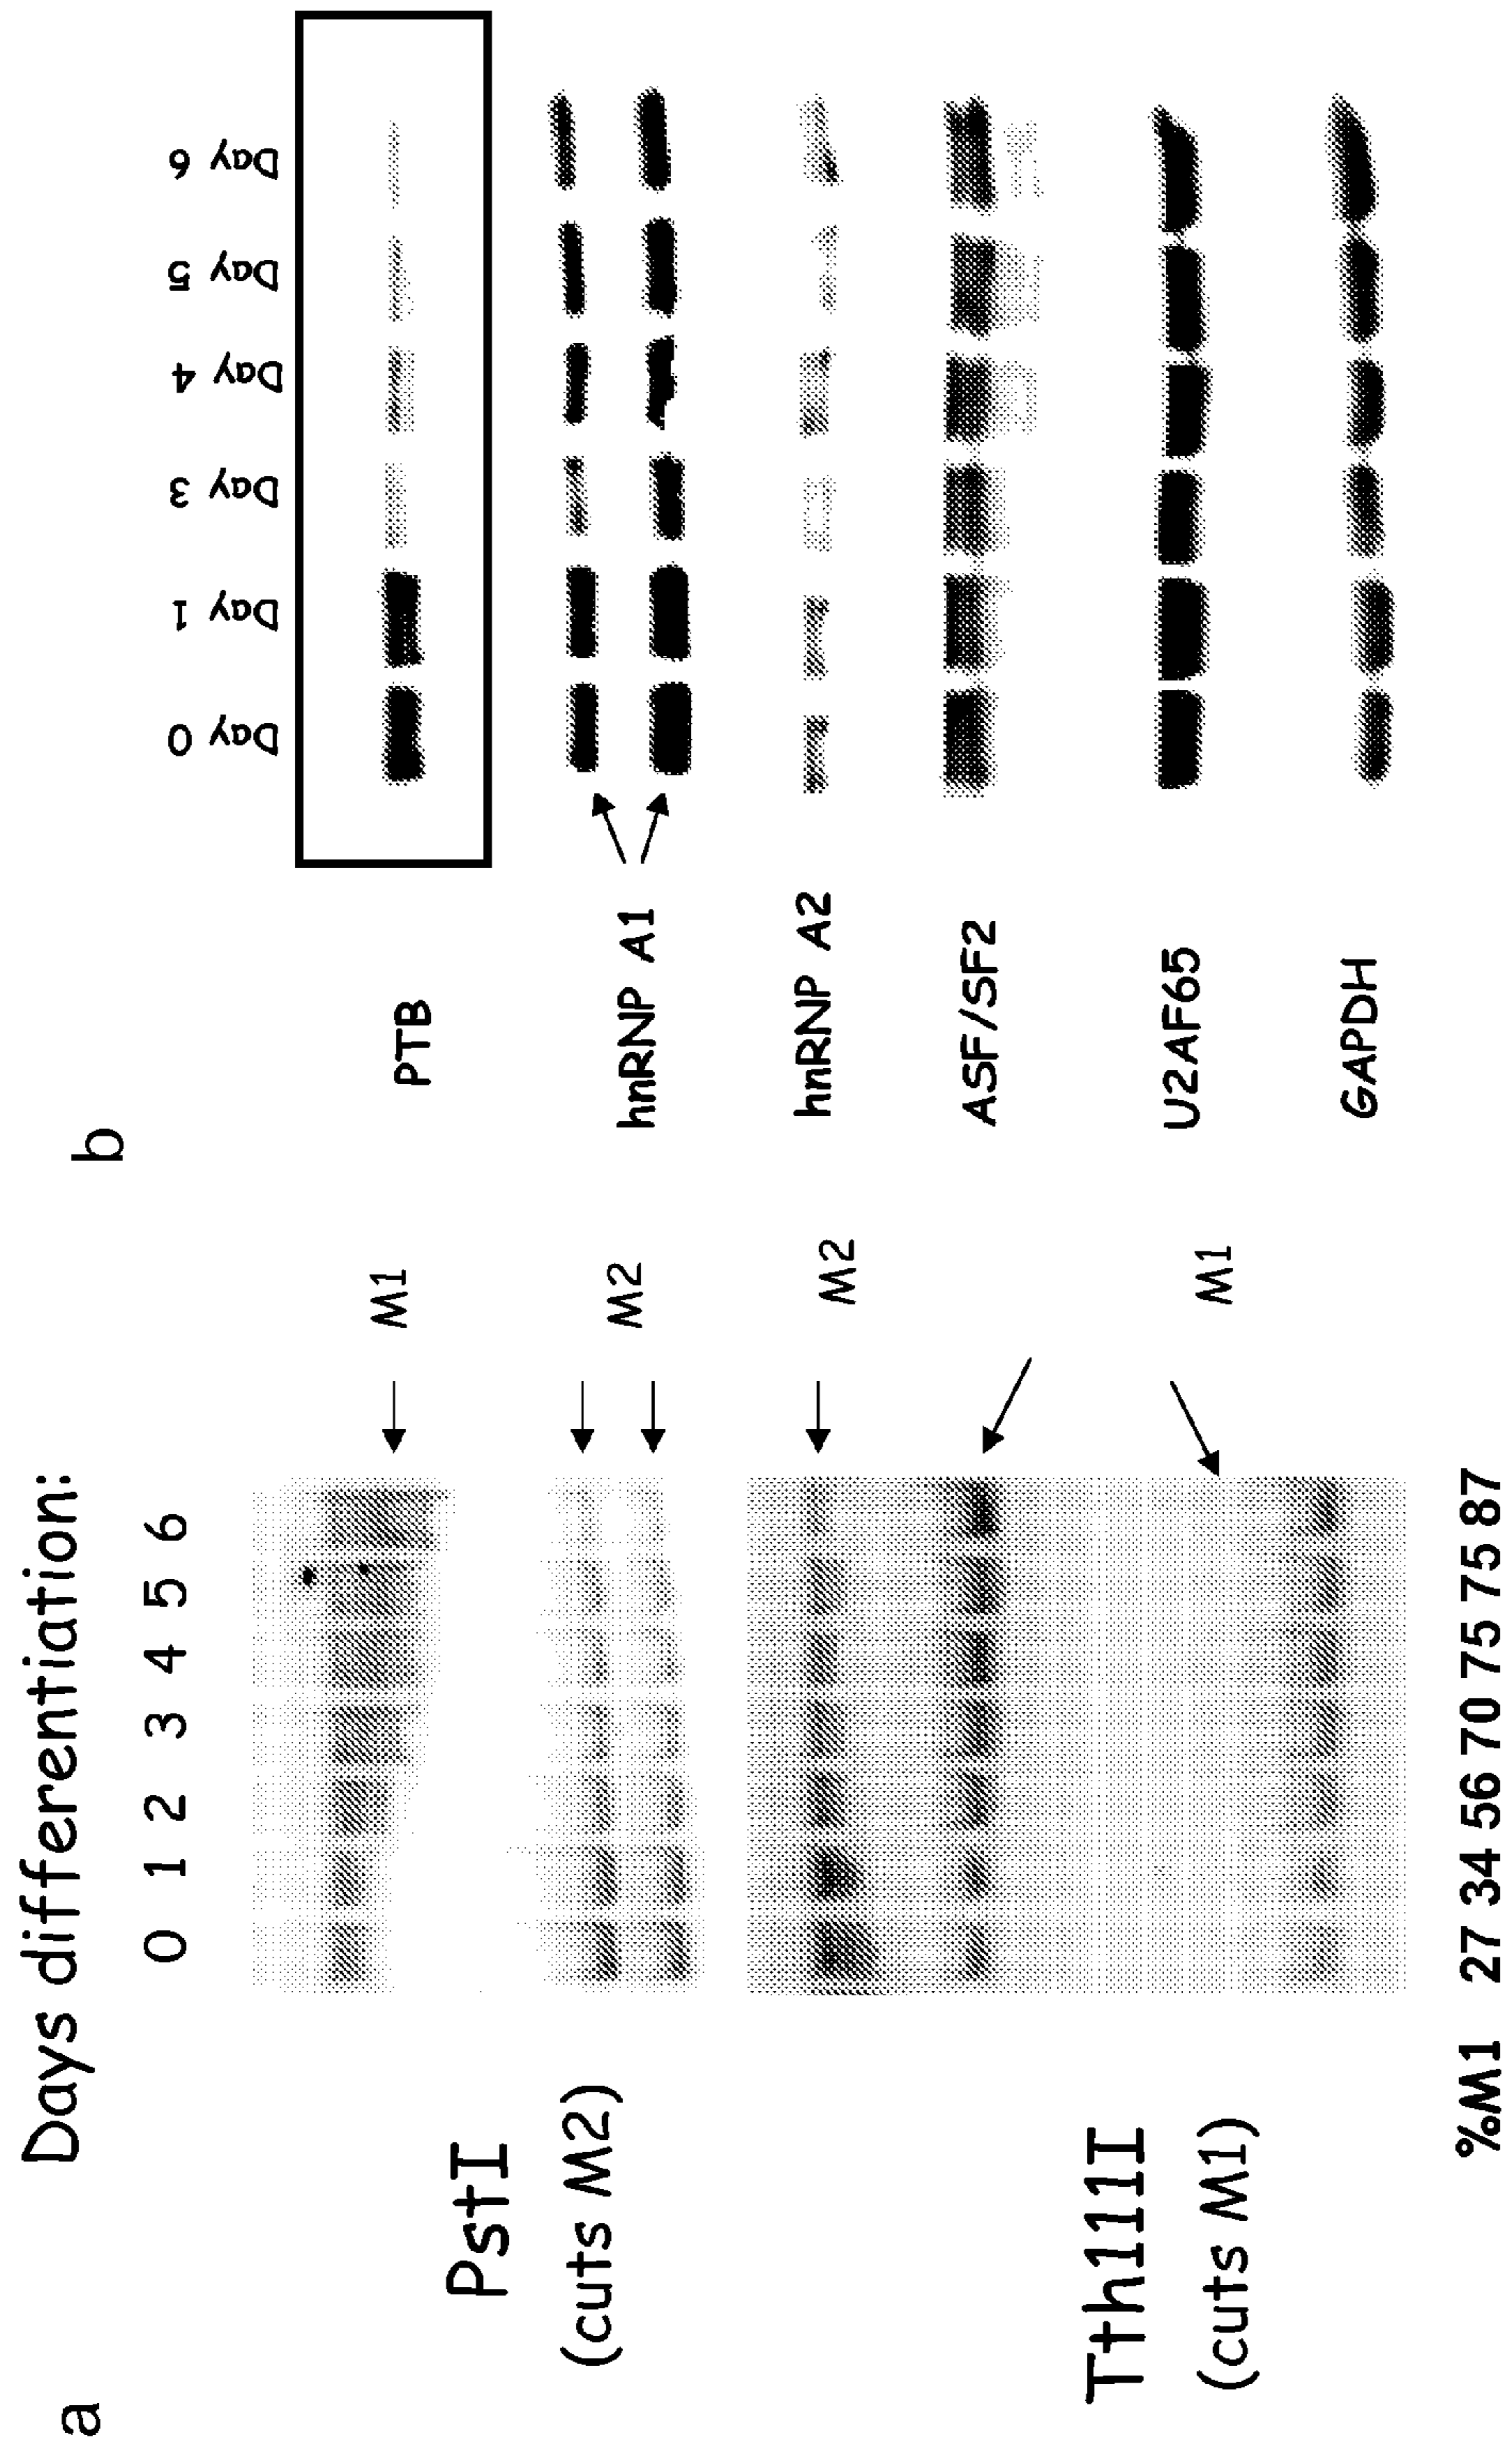 a
Days differentiation:
0 1 2 3 4 5 6
PstI
(cuts M2)
M1
M2
Tth111I
(cuts M1)
M2
M1
%M1 27 34 56 70 75 75 87
b
Day 0 Day 1 Day 3 Day 4 Day 5 Day 6
PTB
hnRNP A1
hnRNP A2
ASF/SF2
U2AF65
GAPDH